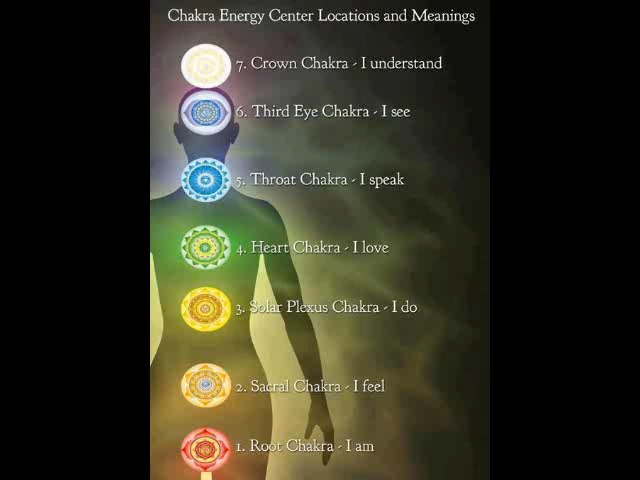 Chakra Energy Center Locations and Meanings
7. Crown Chakra - I understand
6. Third Eye Chakra - I see
5. Throat Chakra - I speak
4. Heart Chakra - I love
3. Solar Plexus Chakra - I do
2. Sacral Chakra - I feel
1. Root Chakra - I am